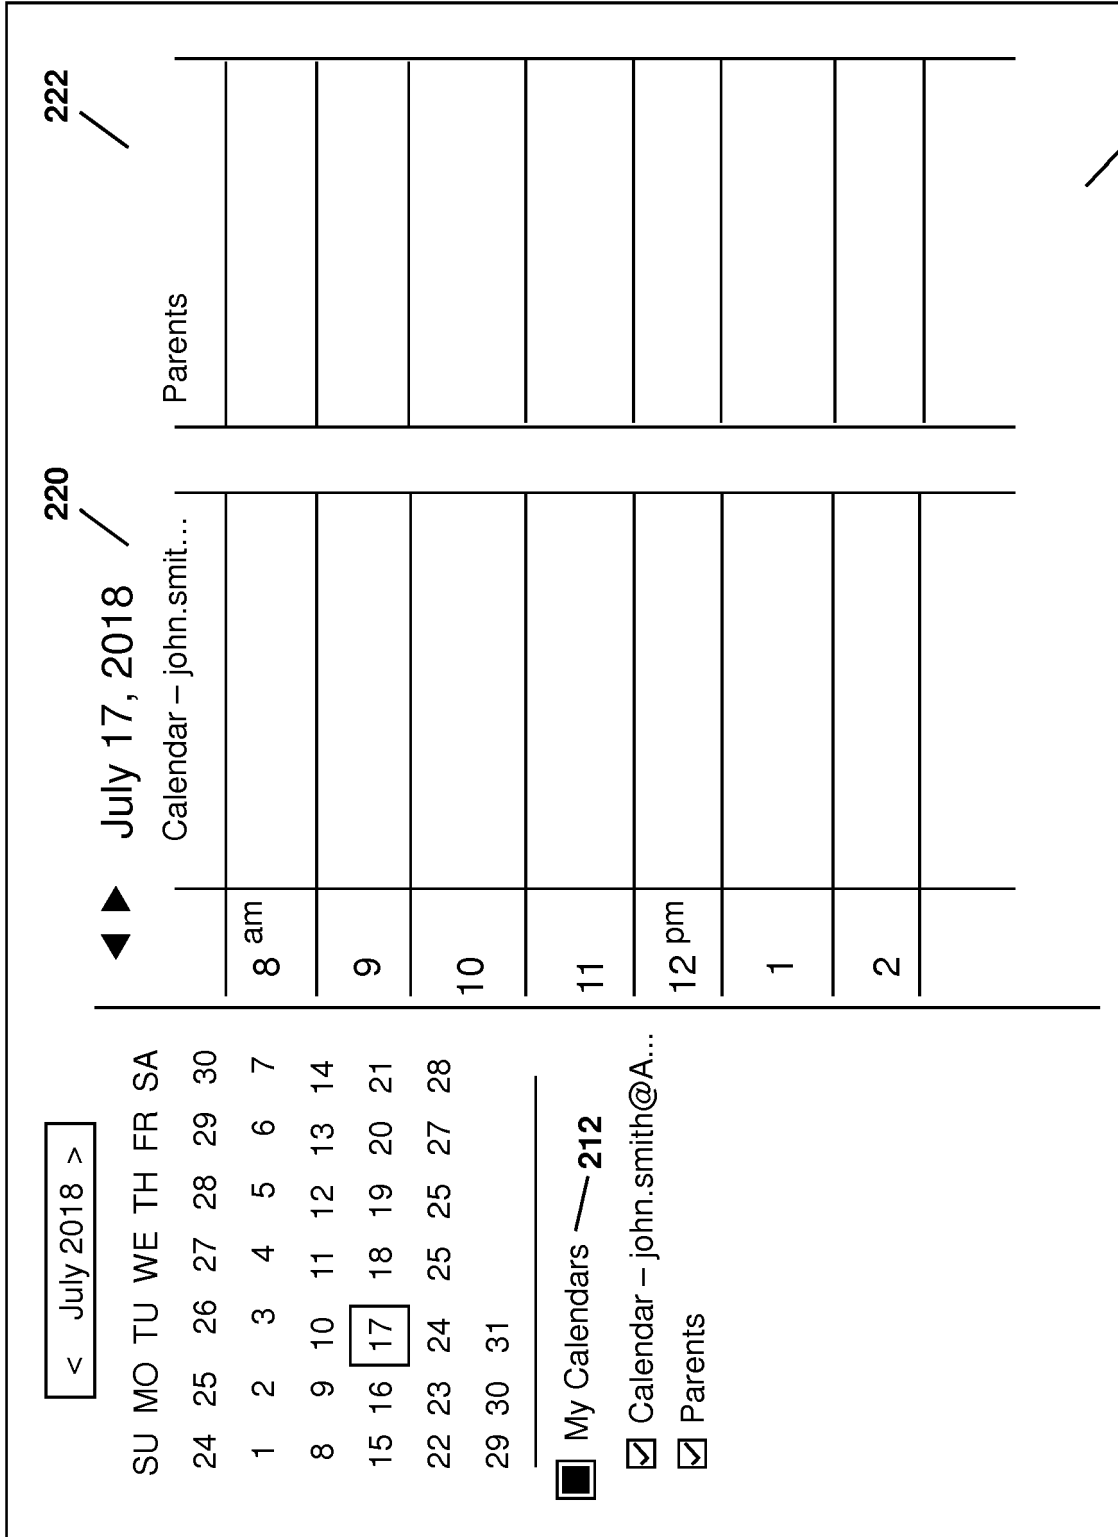 < July 2018 >
SU MO TU WE TH FR SA
24 25 26 27 28 29 30
1 2 3 4 5 6 7
8 9 10 11 12 13 14
15 16 17 18 19 20 21
22 23 24 25 25 27 28
29 30 31
My Calendars 212
Calendar – john.smith@A...
Parents
July 17, 2018
220
222
Calendar – john.smit...
Parents
8 am
9
10
11
12 pm
1
2